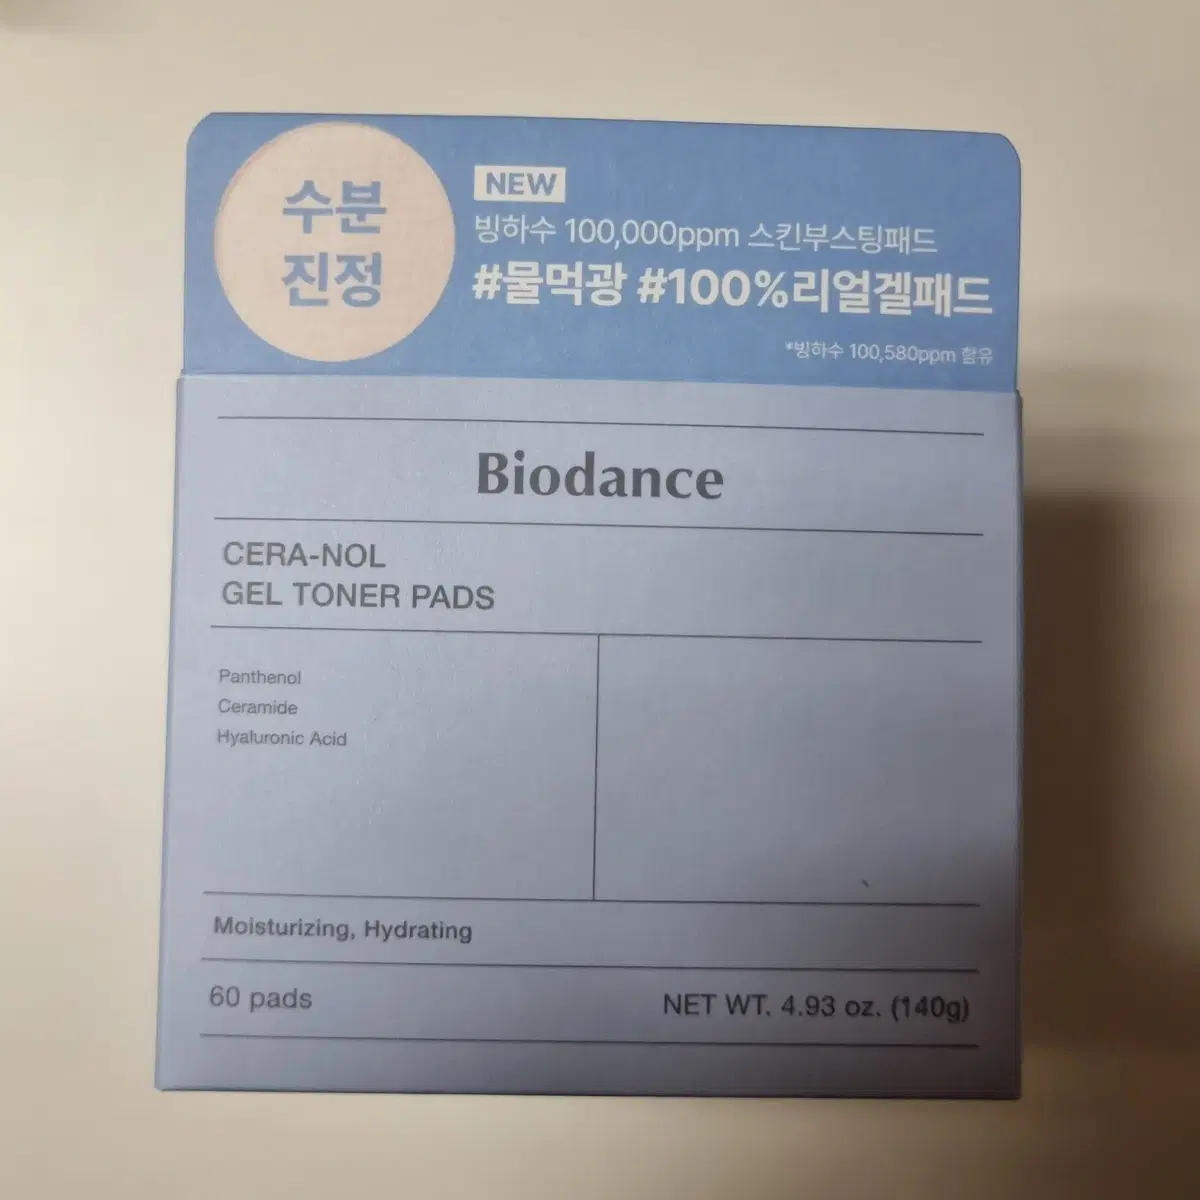 수분
진정
NEW
빙하수 100,000ppm 스킨부스팅패드
#물먹광 #100%리얼겔패드
*빙하수 100,580ppm 함유
Biodance
CERA-NOL
GEL TONER PADS
Panthenol
Ceramide
Hyaluronic Acid
Moisturizing, Hydrating
60 pads
NET WT. 4.93 oz. (140g)